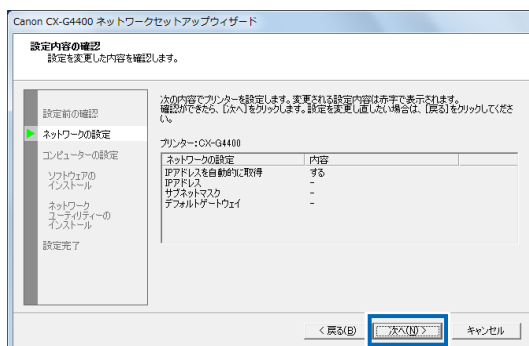 Canon CX-G4400 ネットワークセットアップウィザード
設定内容の確認
設定を変更した内容を確認します。
設定前の確認
ネットワークの設定
コンピューターの設定
ソフトウェアの
インストール
ネットワーク
ユーティリティーの
インストール
設定完了
次の内容でプリンターを設定します。変更される設定内容は赤字で表示されます。
確認ができたら、[次へ]をクリックします。設定を変更し直したい場合は、[戻る]をクリックしてくださ
い。
プリンター:CX-G4400
ネットワークの設定 内容
IPアドレスを自動的に取得 する
IPアドレス -
サブネットマスク -
デフォルトゲートウェイ -
< 戻る(B) 次へ(N) > キャンセル